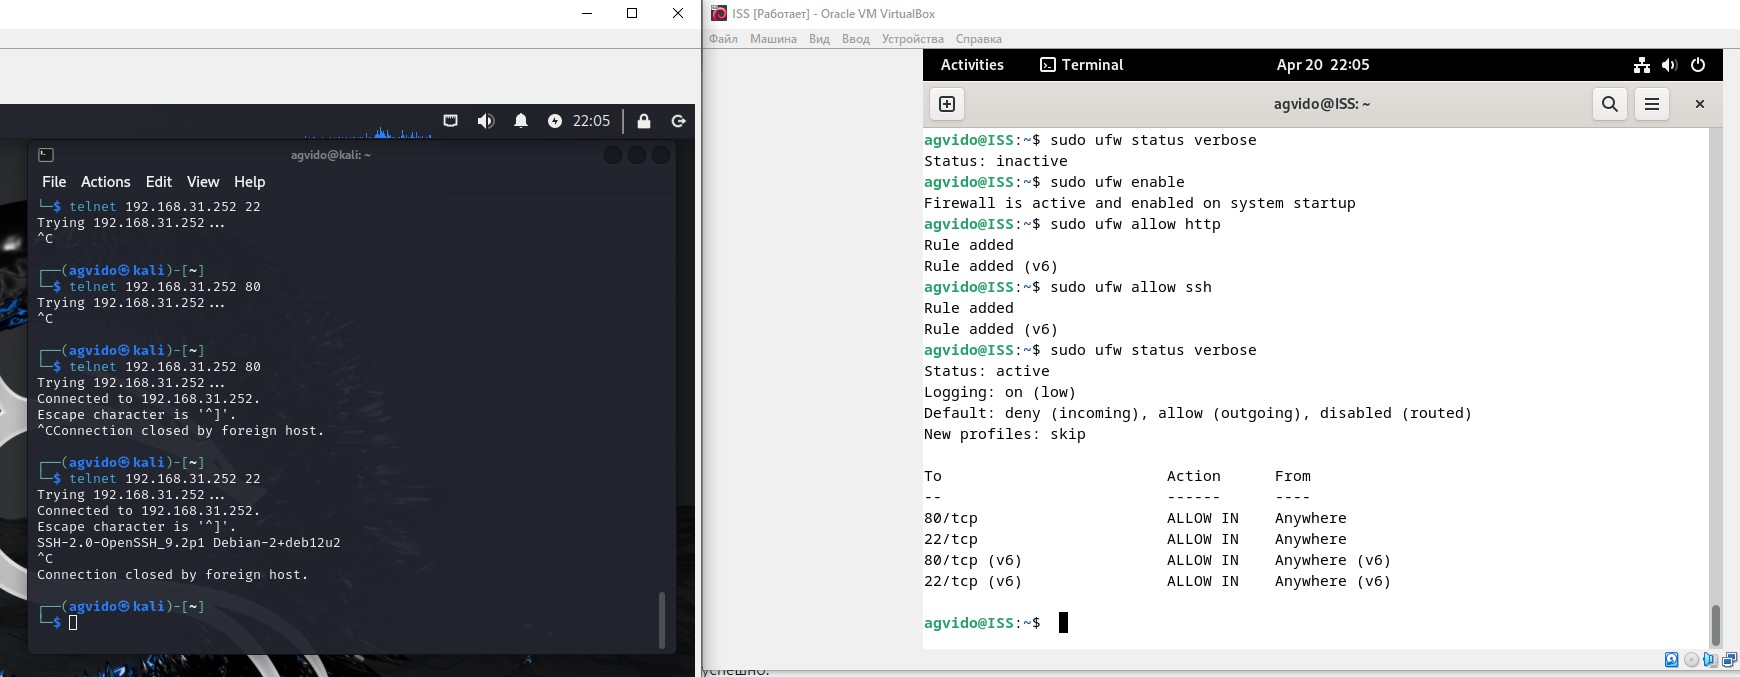 22:05
agvido@kali: ~
File Actions Edit View Help
└─$ telnet 192.168.31.252 22
Trying 192.168.31.252...
^C
┌──(agvido㉿kali)-[~]
└─$ telnet 192.168.31.252 80
Trying 192.168.31.252...
^C
┌──(agvido㉿kali)-[~]
└─$ telnet 192.168.31.252 80
Trying 192.168.31.252...
Connected to 192.168.31.252.
Escape character is '^]'.
^CConnection closed by foreign host.
┌──(agvido㉿kali)-[~]
└─$ telnet 192.168.31.252 22
Trying 192.168.31.252...
Connected to 192.168.31.252.
Escape character is '^]'.
SSH-2.0-OpenSSH_9.2p1 Debian-2+deb12u2
^C
Connection closed by foreign host.
┌──(agvido㉿kali)-[~]
└─$
ISS [Работает] - Oracle VM VirtualBox
Файл Машина Вид Ввод Устройства Справка
Activities Terminal Apr 20 22:05
agvido@ISS: ~
agvido@ISS:~$ sudo ufw status verbose
Status: inactive
agvido@ISS:~$ sudo ufw enable
Firewall is active and enabled on system startup
agvido@ISS:~$ sudo ufw allow http
Rule added
Rule added (v6)
agvido@ISS:~$ sudo ufw allow ssh
Rule added
Rule added (v6)
agvido@ISS:~$ sudo ufw status verbose
Status: active
Logging: on (low)
Default: deny (incoming), allow (outgoing), disabled (routed)
New profiles: skip
To Action From
-- ------ ----
80/tcp ALLOW IN Anywhere
22/tcp ALLOW IN Anywhere
80/tcp (v6) ALLOW IN Anywhere (v6)
22/tcp (v6) ALLOW IN Anywhere (v6)
agvido@ISS:~$
успешно.